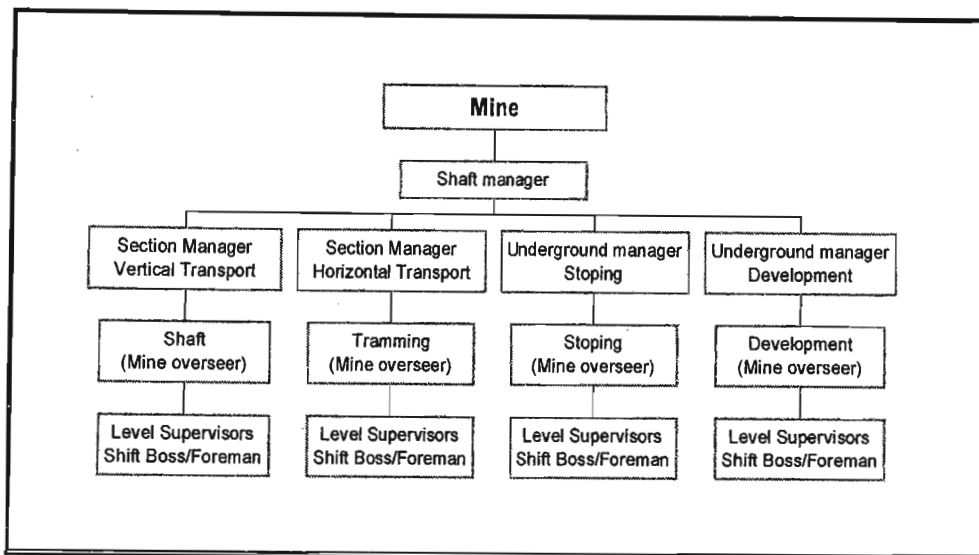 Mine
Shaft manager
Section Manager
Vertical Transport
Section Manager
Horizontal Transport
Underground manager
Stoping
Underground manager
Development
Shaft
(Mine overseer)
Tramming
(Mine overseer)
Stoping
(Mine overseer)
Development
(Mine overseer)
Level Supervisors
Shift Boss/Foreman
Level Supervisors
Shift Boss/Foreman
Level Supervisors
Shift Boss/Foreman
Level Supervisors
Shift Boss/Foreman